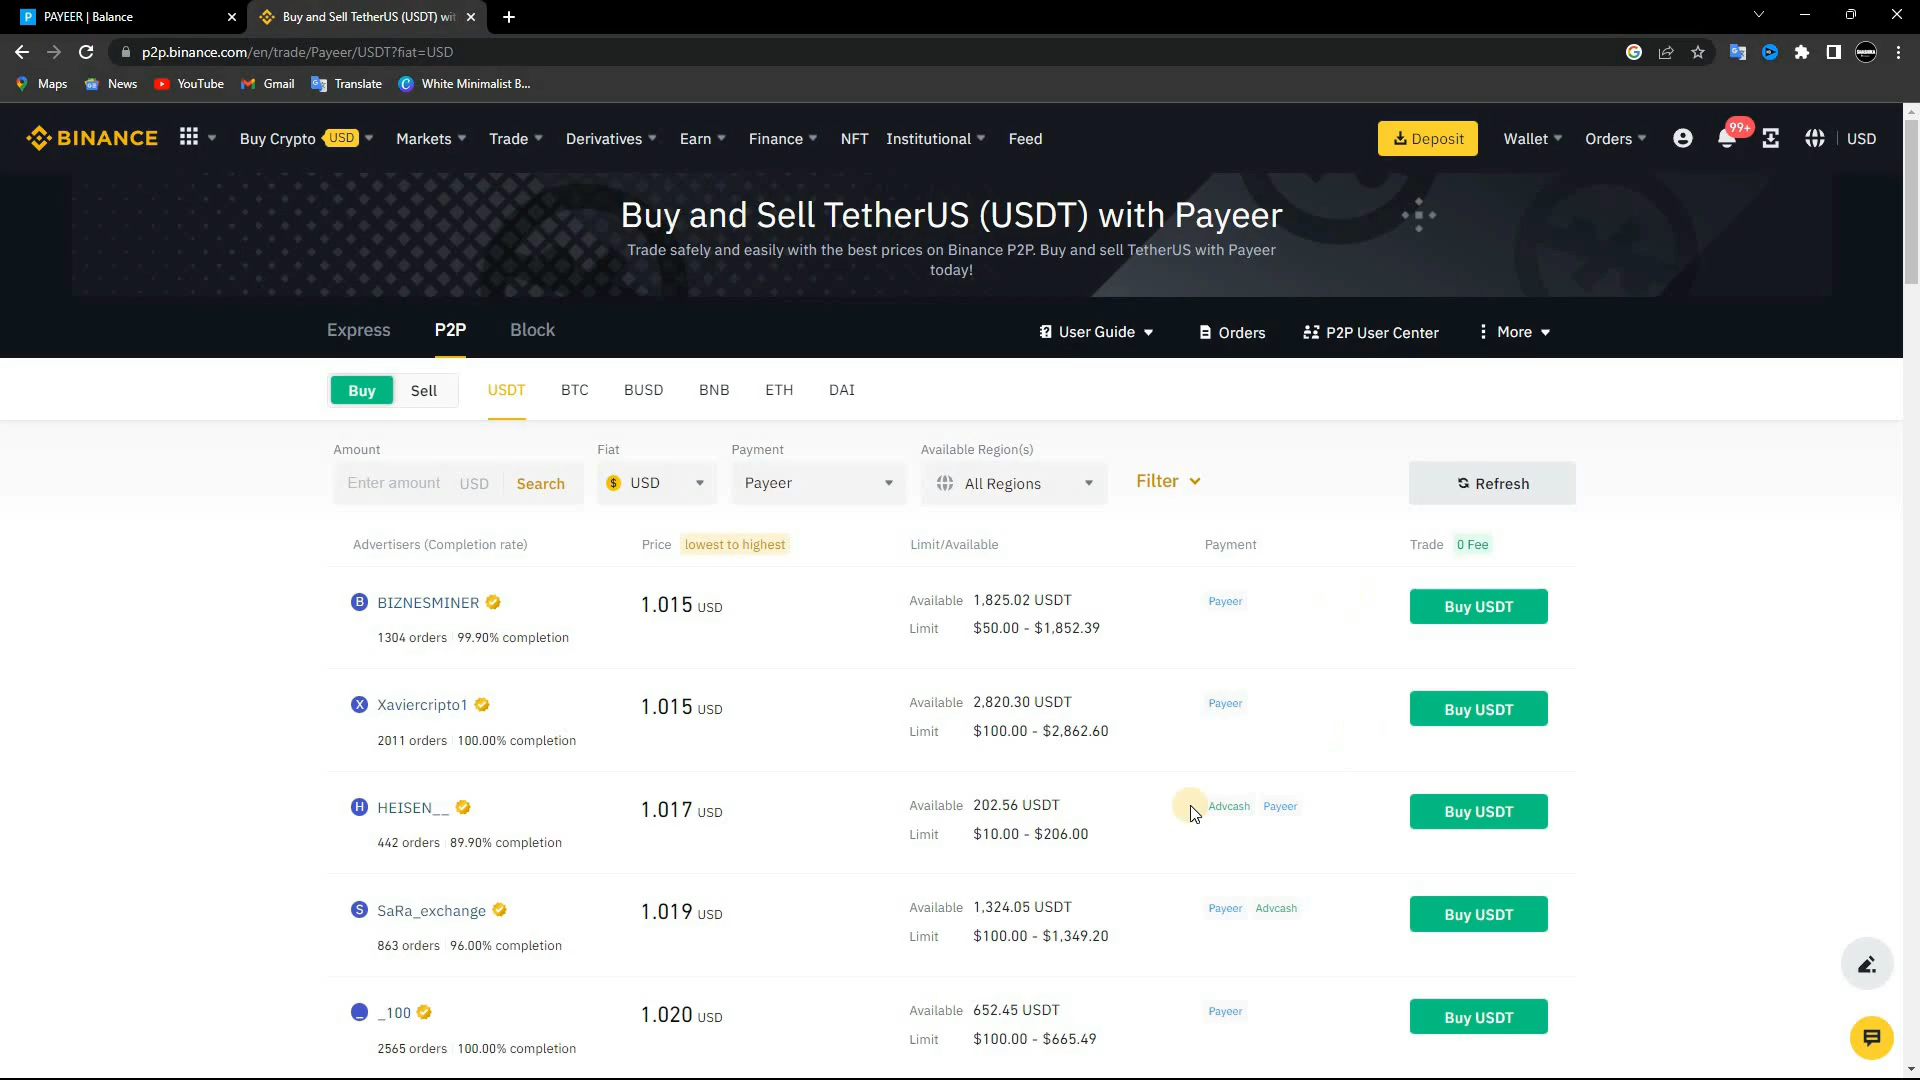 PAYEER | Balance
Buy and Sell TetherUS (USDT) wit
p2p.binance.com/en/trade/Payeer/USDT?fiat=USD
Maps News YouTube Gmail Translate White Minimalist B...
BINANCE Buy Crypto USD Markets Trade Derivatives Earn Finance NFT Institutional Feed Deposit Wallet Orders 99+ USD
Buy and Sell TetherUS (USDT) with Payeer
Trade safely and easily with the best prices on Binance P2P. Buy and sell TetherUS with Payeer
today!
Express P2P Block User Guide Orders P2P User Center More
Buy Sell USDT BTC BUSD BNB ETH DAI
Amount Fiat Payment Available Region(s)
Enter amount USD Search $ USD Payeer All Regions Filter Refresh
Advertisers (Completion rate) Price lowest to highest Limit/Available Payment Trade 0 Fee
B BIZNESMINER 1.015 USD Available 1,825.02 USDT Payeer Buy USDT
1304 orders 99.90% completion Limit $50.00 - $1,852.39
X Xaviercripto1 1.015 USD Available 2,820.30 USDT Payeer Buy USDT
2011 orders 100.00% completion Limit $100.00 - $2,862.60
H HEISEN__ 1.017 USD Available 202.56 USDT Advcash Payeer Buy USDT
442 orders 89.90% completion Limit $10.00 - $206.00
S SaRa_exchange 1.019 USD Available 1,324.05 USDT Payeer Advcash Buy USDT
863 orders 96.00% completion Limit $100.00 - $1,349.20
_ _100 1.020 USD Available 652.45 USDT Payeer Buy USDT
2565 orders 100.00% completion Limit $100.00 - $665.49